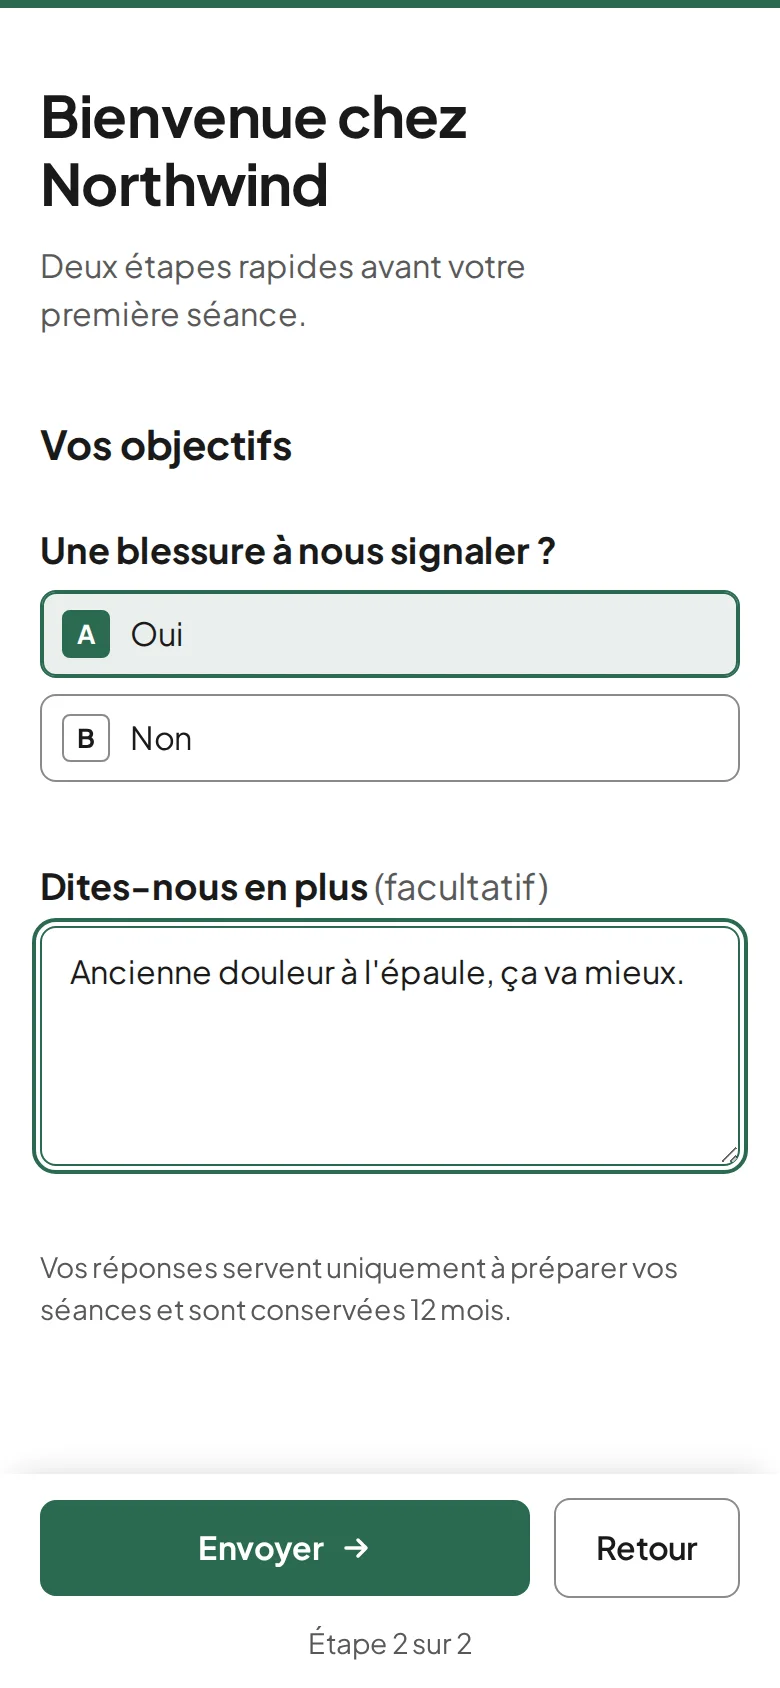 Bienvenue chez
Northwind
Deux étapes rapides avant votre
première séance.
Vos objectifs
Une blessure à nous signaler ?
A Oui
B Non
Dites-nous en plus (facultatif)
Ancienne douleur à l'épaule, ça va mieux.
Vos réponses servent uniquement à préparer vos
séances et sont conservées 12 mois.
Envoyer → Retour
Étape 2 sur 2